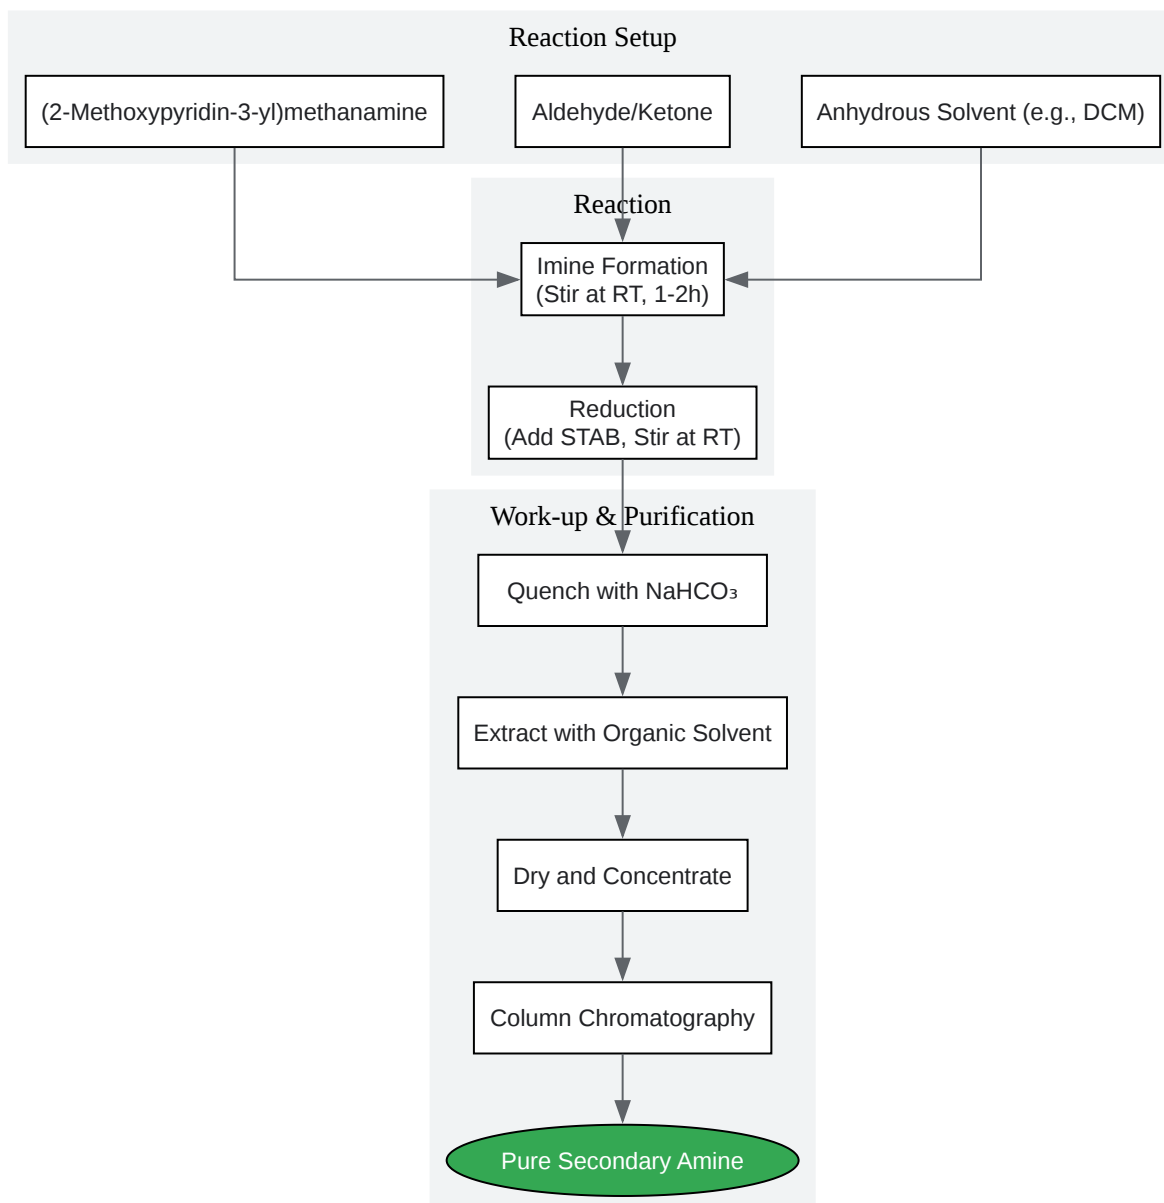 Reaction Setup
(2-Methoxypyridin-3-yl)methanamine
Aldehyde/Ketone
Anhydrous Solvent (e.g., DCM)
Reaction
Imine Formation
(Stir at RT, 1-2h)
Reduction
(Add STAB, Stir at RT)
Work-up & Purification
Quench with NaHCO₃
Extract with Organic Solvent
Dry and Concentrate
Column Chromatography
Pure Secondary Amine